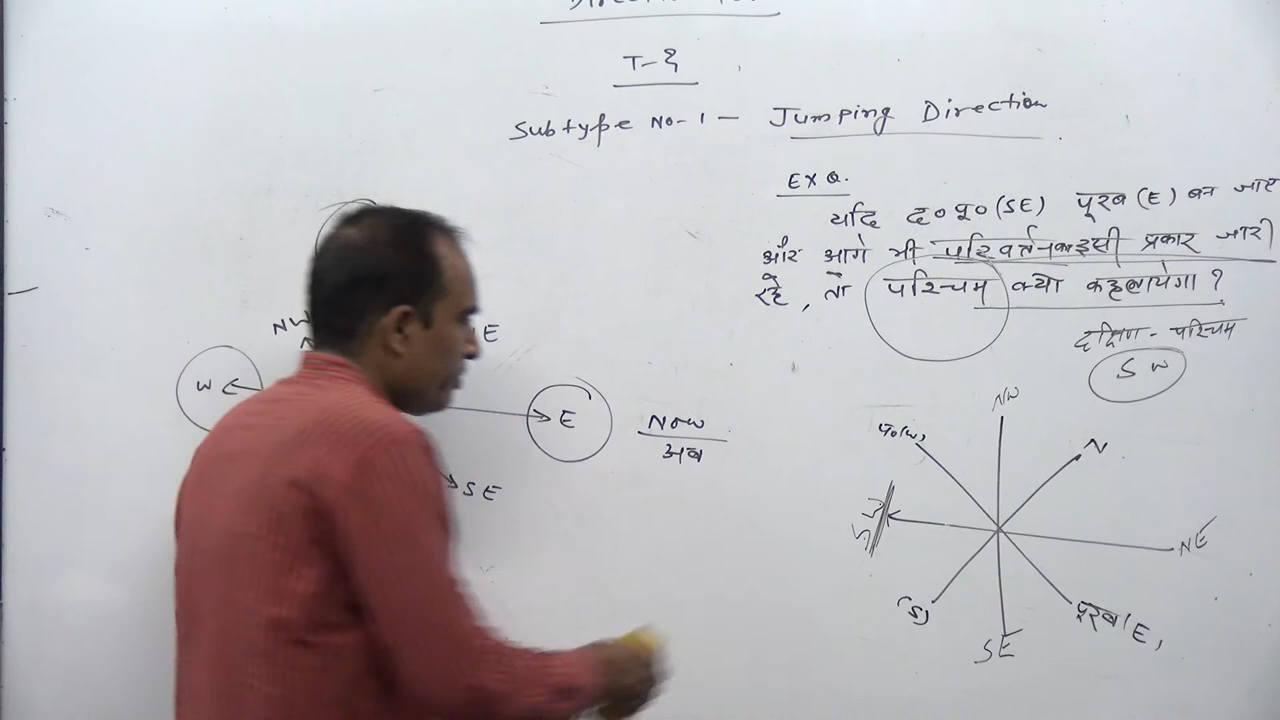 T-2
Subtype No-1 - Jumping Direction
Ex Q.
यदि द०पू०(SE) पूरब(E) बन जाए
और आगे भी परिवर्तन का इसी प्रकार जारी
रहे, तो पश्चिम क्या कहलायेगा?
दक्षिण - पश्चिम
SW
NW
E
W
E
SE
Now
अब
NW
प०(W)
N
SW
NE
(S)
पूरब(E)
SE